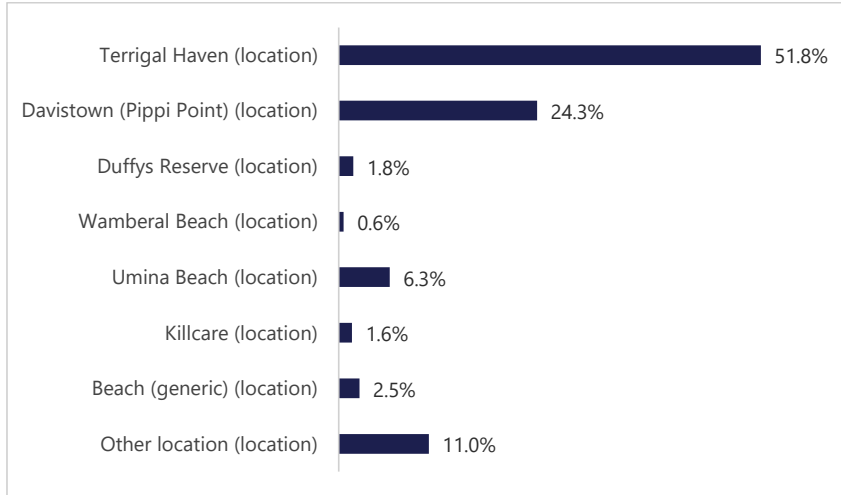 Terrigal Haven (location) 51.8%
Davistown (Pippi Point) (location) 24.3%
Duffys Reserve (location) 1.8%
Wamberal Beach (location) 0.6%
Umina Beach (location) 6.3%
Killcare (location) 1.6%
Beach (generic) (location) 2.5%
Other location (location) 11.0%